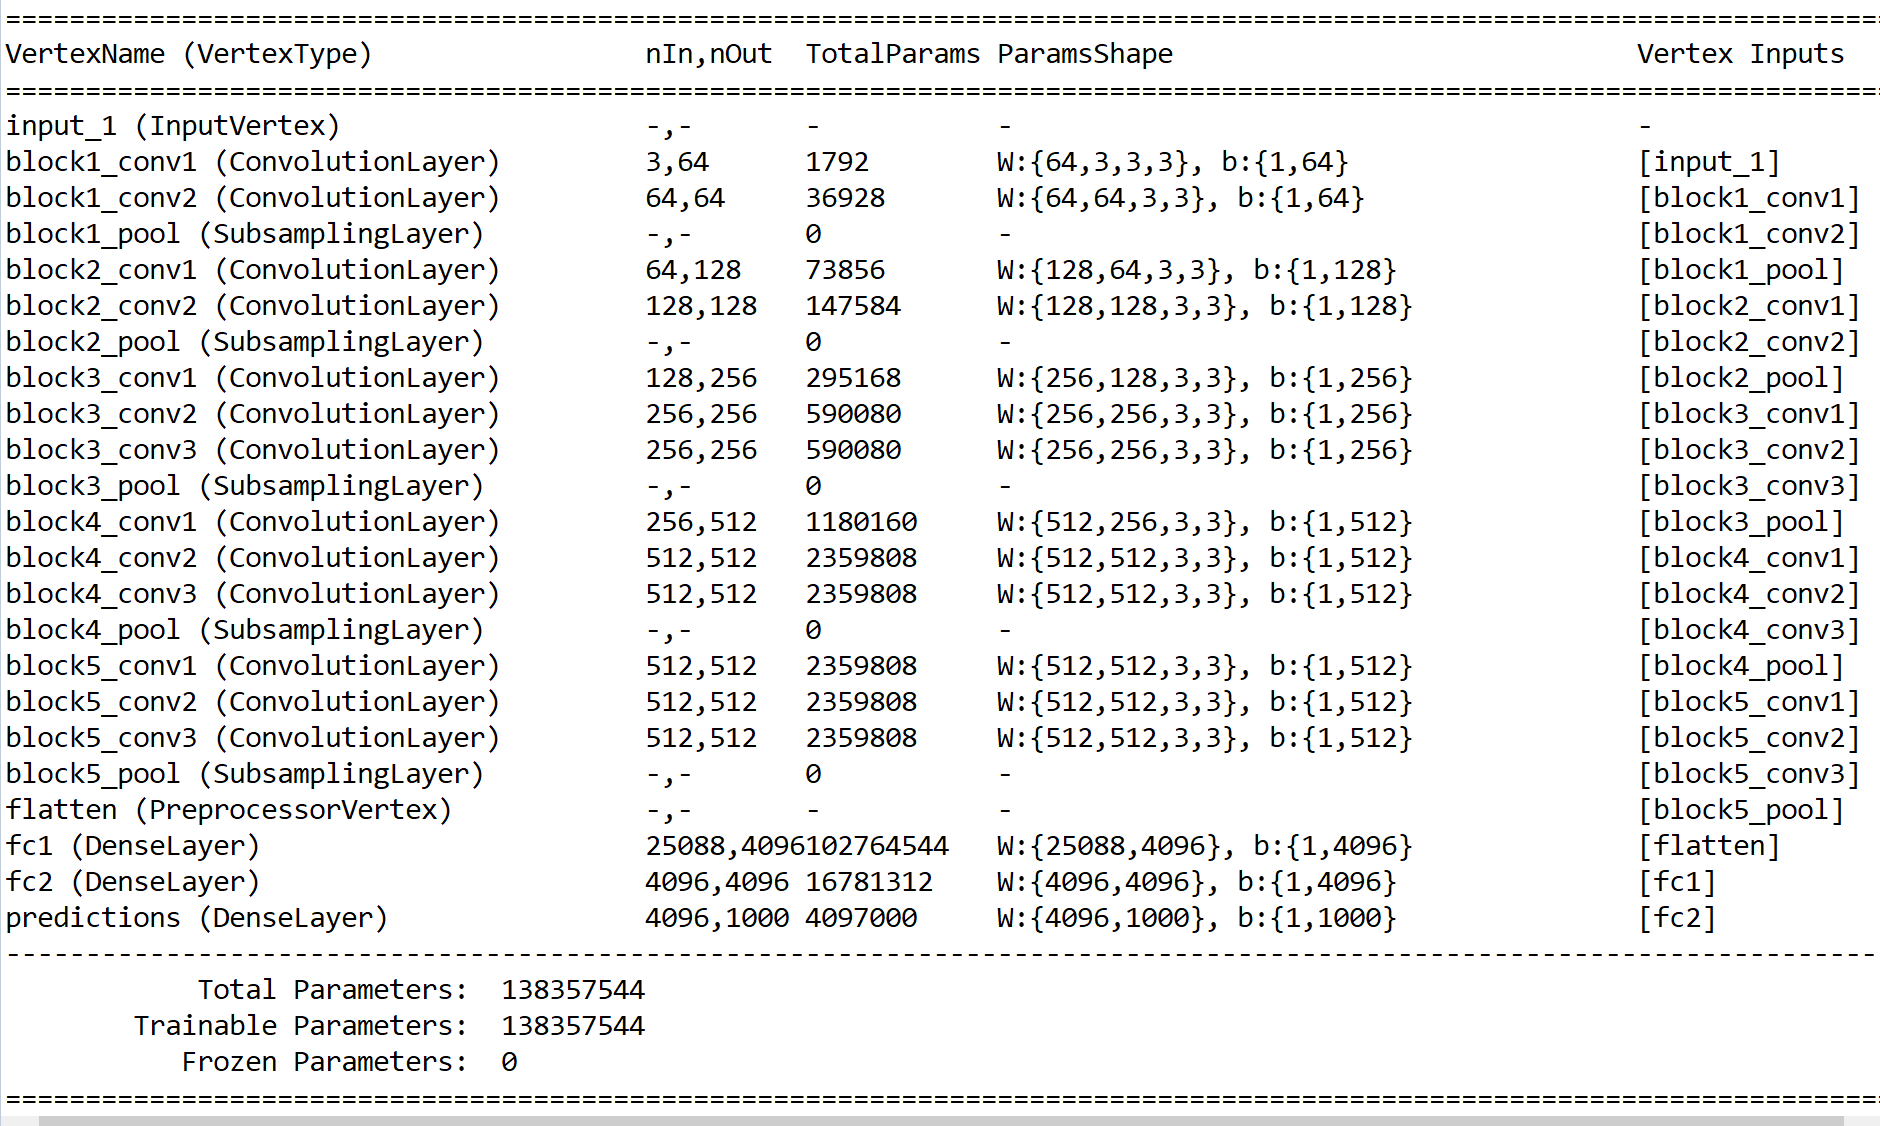 ========================================================================================================================
VertexName (VertexType) nIn,nOut TotalParams ParamsShape Vertex Inputs
========================================================================================================================
input_1 (InputVertex) -,- - - -
block1_conv1 (ConvolutionLayer) 3,64 1792 W:{64,3,3,3}, b:{1,64} [input_1]
block1_conv2 (ConvolutionLayer) 64,64 36928 W:{64,64,3,3}, b:{1,64} [block1_conv1]
block1_pool (SubsamplingLayer) -,- 0 - [block1_conv2]
block2_conv1 (ConvolutionLayer) 64,128 73856 W:{128,64,3,3}, b:{1,128} [block1_pool]
block2_conv2 (ConvolutionLayer) 128,128 147584 W:{128,128,3,3}, b:{1,128} [block2_conv1]
block2_pool (SubsamplingLayer) -,- 0 - [block2_conv2]
block3_conv1 (ConvolutionLayer) 128,256 295168 W:{256,128,3,3}, b:{1,256} [block2_pool]
block3_conv2 (ConvolutionLayer) 256,256 590080 W:{256,256,3,3}, b:{1,256} [block3_conv1]
block3_conv3 (ConvolutionLayer) 256,256 590080 W:{256,256,3,3}, b:{1,256} [block3_conv2]
block3_pool (SubsamplingLayer) -,- 0 - [block3_conv3]
block4_conv1 (ConvolutionLayer) 256,512 1180160 W:{512,256,3,3}, b:{1,512} [block3_pool]
block4_conv2 (ConvolutionLayer) 512,512 2359808 W:{512,512,3,3}, b:{1,512} [block4_conv1]
block4_conv3 (ConvolutionLayer) 512,512 2359808 W:{512,512,3,3}, b:{1,512} [block4_conv2]
block4_pool (SubsamplingLayer) -,- 0 - [block4_conv3]
block5_conv1 (ConvolutionLayer) 512,512 2359808 W:{512,512,3,3}, b:{1,512} [block4_pool]
block5_conv2 (ConvolutionLayer) 512,512 2359808 W:{512,512,3,3}, b:{1,512} [block5_conv1]
block5_conv3 (ConvolutionLayer) 512,512 2359808 W:{512,512,3,3}, b:{1,512} [block5_conv2]
block5_pool (SubsamplingLayer) -,- 0 - [block5_conv3]
flatten (PreprocessorVertex) -,- - - [block5_pool]
fc1 (DenseLayer) 25088,4096102764544 W:{25088,4096}, b:{1,4096} [flatten]
fc2 (DenseLayer) 4096,4096 16781312 W:{4096,4096}, b:{1,4096} [fc1]
predictions (DenseLayer) 4096,1000 4097000 W:{4096,1000}, b:{1,1000} [fc2]
------------------------------------------------------------------------------------------------------------------------
Total Parameters: 138357544
Trainable Parameters: 138357544
Frozen Parameters: 0
========================================================================================================================